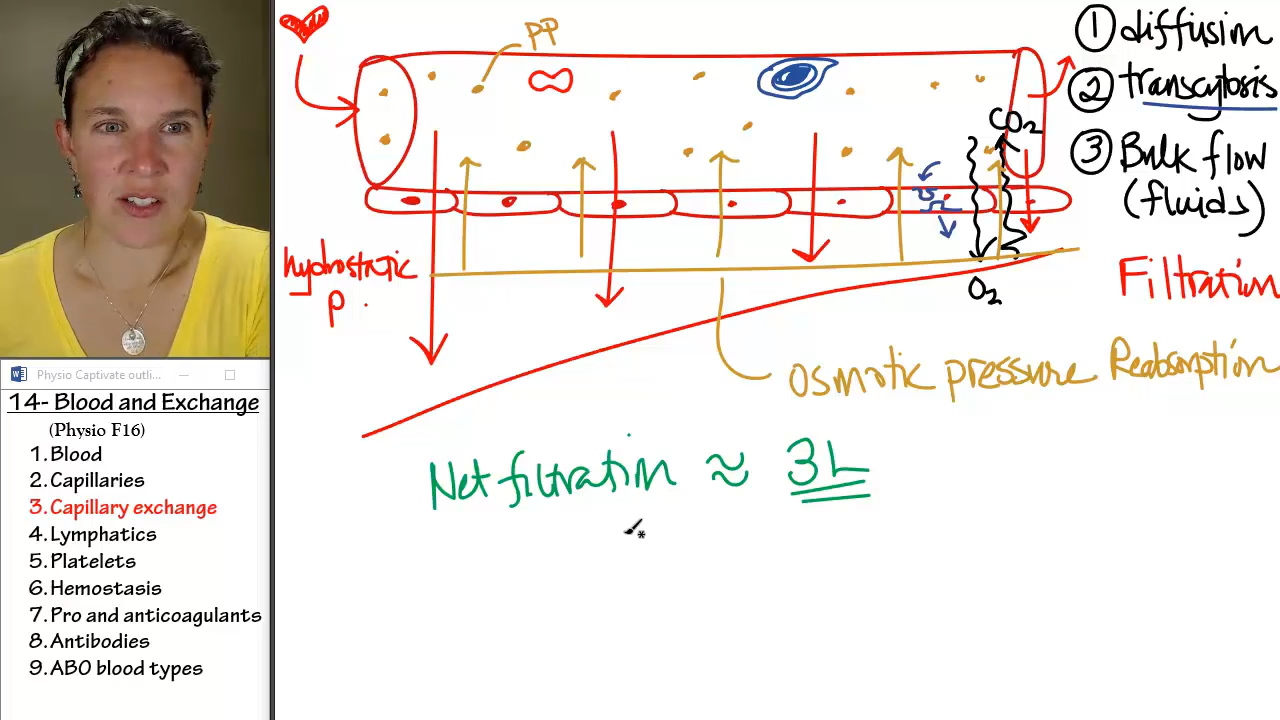 PP
① diffusion
② transcytosis
③ Bulk flow
(fluids)
CO2
O2
hydrostatic
p.
Filtration
Osmotic pressure Reabsorption
Net filtration ≈ 3L
Physio Captivate outli...
14- Blood and Exchange
(Physio F16)
1. Blood
2. Capillaries
3. Capillary exchange
4. Lymphatics
5. Platelets
6. Hemostasis
7. Pro and anticoagulants
8. Antibodies
9. ABO blood types